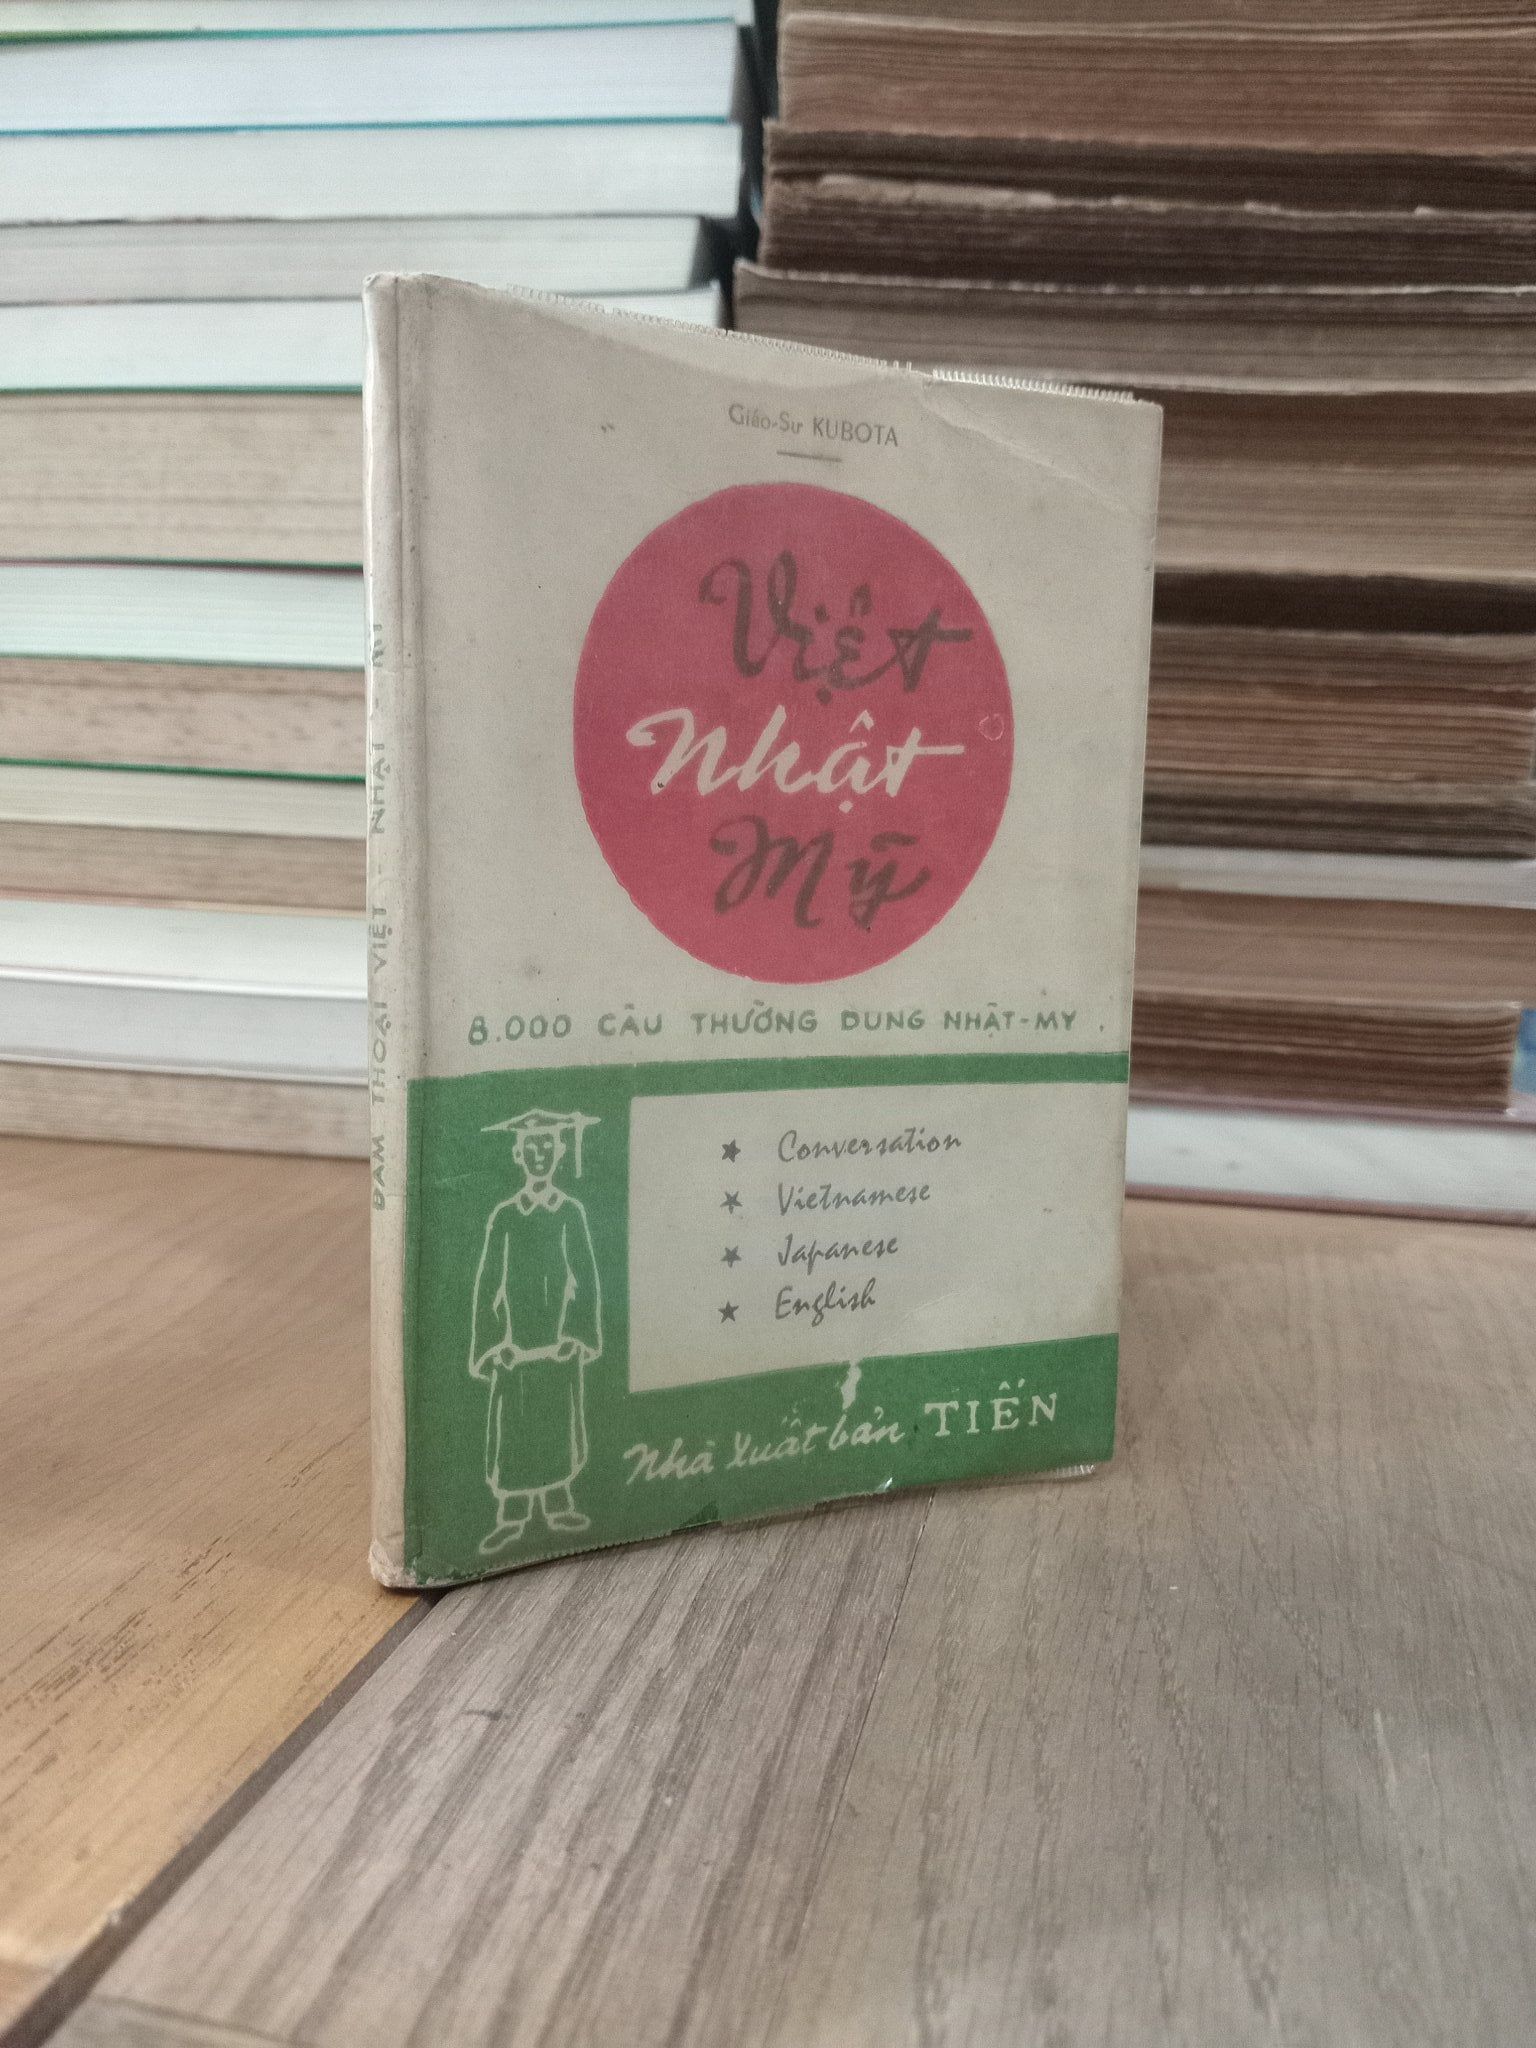 Giáo-Sư KUBOTA
Việt
Nhật
Mỹ
8.000 CÂU THƯỜNG DUNG NHẬT-MY.
★ Conversation
★ Vietnamese
★ Japanese
★ English
Nhà Xuất bản TIẾN
ĐÀM THOẠI VIỆT - NHẬT - MỸ